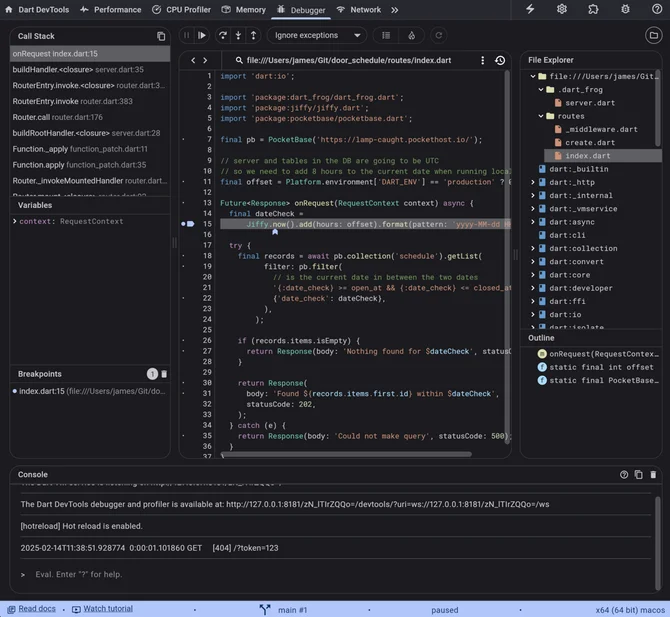 Dart DevTools Performance CPU Profiler Memory Debugger Network
Call Stack
onRequest index.dart:15
buildHandler.<closure> server.dart:35
RouterEntry.invoke.<closure> router.dart:3...
RouterEntry.invoke router.dart:383
Router.call router.dart:176
buildRootHandler.<closure> server.dart:28
Function._apply function_patch.dart:11
Function.apply function_patch.dart:35
Router._invokeMountedHandler router.dart...
Variables
context: RequestContext
Breakpoints 1
index.dart:15 (file:///Users/james/Git/do...
Ignore exceptions
file:///Users/james/Git/door_schedule/routes/index.dart
1 import 'dart:io';
2
3 import 'package:dart_frog/dart_frog.dart';
4 import 'package:jiffy/jiffy.dart';
5 import 'package:pocketbase/pocketbase.dart';
6
7 final pb = PocketBase('https://lamp-caught.pockethost.io/');
8
9 // server and tables in the DB are going to be UTC
10 // so we need to add 8 hours to the current date when running local
11 final offset = Platform.environment['DART_ENV'] == 'production' ?
12
13 Future<Response> onRequest(RequestContext context) async {
14 final dateCheck =
15 Jiffy.now().add(hours: offset).format(pattern: 'yyyy-MM-dd
16
17 try {
18 final records = await pb.collection('schedule').getList(
19 filter: pb.filter(
20 // is the current date in between the two dates
21 '{:date_check} >= open_at && {:date_check} <= closed_at
22 {'date_check': dateCheck},
23 ),
24 );
25
26 if (records.items.isEmpty) {
27 return Response(body: 'Nothing found for $dateCheck', statusC
28 }
29
30 return Response(
31 body: 'Found ${records.items.first.id} within $dateCheck',
32 statusCode: 202,
33 );
34 } catch (e) {
35 return Response(body: 'Could not make query', statusCode: 500)
36 }
37
File Explorer
file:///Users/james/Git...
.dart_frog
server.dart
routes
_middleware.dart
create.dart
index.dart
dart:_builtin
dart:_http
dart:_internal
dart:_vmservice
dart:async
dart:cli
dart:collection
dart:convert
dart:core
dart:developer
dart:ffi
dart:io
dart:isolate
Outline
m onRequest(RequestContex...
f static final int offset
f static final PocketBase...
Console
The Dart DevTools debugger and profiler is available at: http://127.0.0.1:8181/zN_lTIrZQQo=/devtools/?uri=ws://127.0.0.1:8181/zN_lTIrZQQo=/ws
[hotreload] Hot reload is enabled.
2025-02-14T11:38:51.928774 0:00:01.101860 GET [404] /?token=123
> Eval. Enter "?" for help.
Read docs • Watch tutorial • main #1 • paused • x64 (64 bit) macos